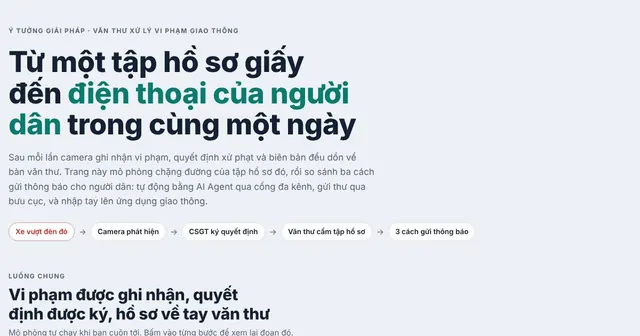 Ý TƯỞNG GIẢI PHÁP · VĂN THƯ XỬ LÝ VI PHẠM GIAO THÔNG
Từ một tập hồ sơ giấy
đến điện thoại của người
dân trong cùng một ngày
Sau mỗi lần camera ghi nhận vi phạm, quyết định xử phạt và biên bản đều dồn về
bàn văn thư. Trang này mô phỏng chặng đường của tập hồ sơ đó, rồi so sánh ba cách
gửi thông báo cho người dân: tự động bằng AI Agent qua cổng đa kênh, gửi thư qua
bưu cục, và nhập tay lên ứng dụng giao thông.
Xe vượt đèn đỏ → Camera phát hiện → CSGT ký quyết định → Văn thư cầm tập hồ sơ → 3 cách gửi thông báo
LUỒNG CHUNG
Vi phạm được ghi nhận, quyết
định được ký, hồ sơ về tay văn thư
Mô phỏng tự chạy khi bạn cuộn tới. Bấm vào từng bước để xem lại đoạn đó.